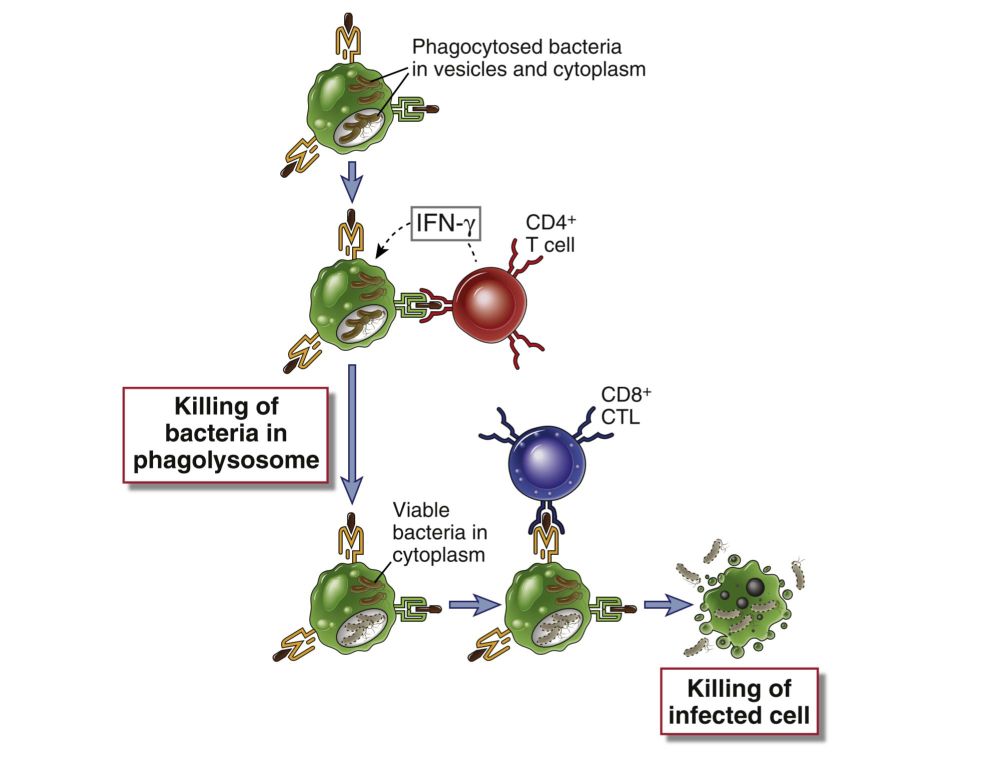 Phagocytosed bacteria
in vesicles and cytoplasm
IFN-γ
CD4⁺
T cell
Killing of
bacteria in
phagolysosome
CD8⁺
CTL
Viable
bacteria in
cytoplasm
Killing of
infected cell